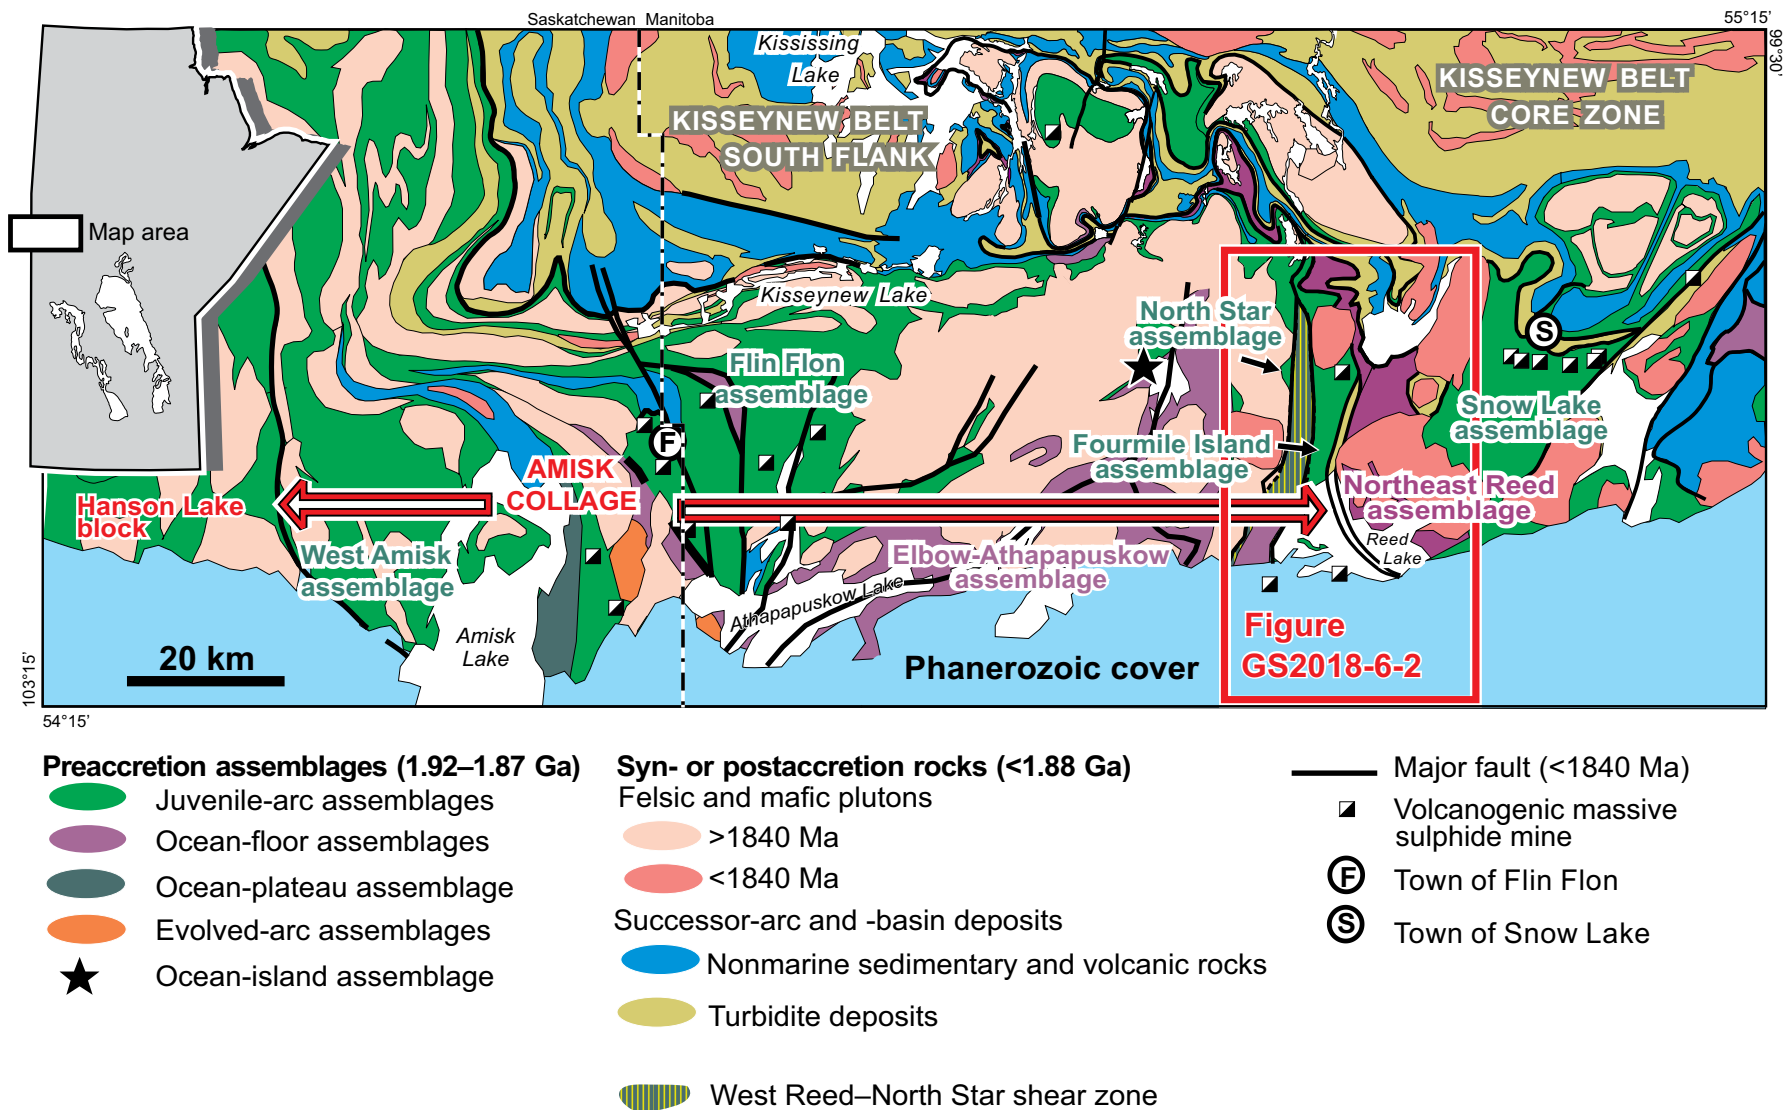 Saskatchewan Manitoba
55°15'
99°30'
Kississing
Lake
KISSEYNEW BELT
SOUTH FLANK
KISSEYNEW BELT
CORE ZONE
Map area
Kisseynew Lake
North Star
assemblage
Flin Flon
assemblage
S
Snow Lake
assemblage
F
Fourmile Island
assemblage
AMISK
COLLAGE
Hanson Lake
block
Northeast Reed
assemblage
West Amisk
assemblage
Elbow-Athapapuskow
assemblage
Reed
Lake
Athapapuskow Lake
Amisk
Lake
Figure
GS2018-6-2
20 km
Phanerozoic cover
103°15'
54°15'
Preaccretion assemblages (1.92–1.87 Ga)
Juvenile-arc assemblages
Ocean-floor assemblages
Ocean-plateau assemblage
Evolved-arc assemblages
Ocean-island assemblage
Syn- or postaccretion rocks (<1.88 Ga)
Felsic and mafic plutons
>1840 Ma
<1840 Ma
Successor-arc and -basin deposits
Nonmarine sedimentary and volcanic rocks
Turbidite deposits
West Reed–North Star shear zone
Major fault (<1840 Ma)
Volcanogenic massive
sulphide mine
F Town of Flin Flon
S Town of Snow Lake